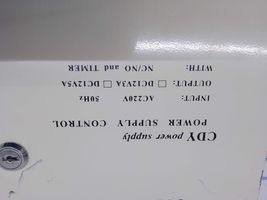 CDY power supply
POWER SUPPLY CONTROL
INPUT: AC220V 50Hz
OUTPUT: □ DC12V3A □ DC12V5A
WITH: NC/NO and TIMER